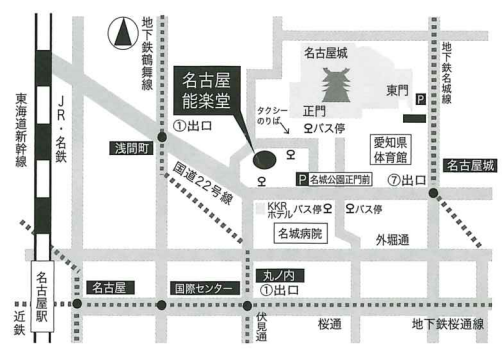 地下鉄鶴舞線
名古屋城
地下鉄名城線
東門
P
名古屋
能楽堂
タクシー
のりば
正門
バス停
東海道新幹線
JR・名鉄
①出口
浅間町
愛知県
体育館
名古屋城
国道22号線
P 名城公園正門前
⑦出口
KKR
ホテル
バス停
バス停
名城病院
外堀通
丸ノ内
①出口
名古屋
国際センター
名古屋駅
近鉄
伏見通
桜通
地下鉄桜通線